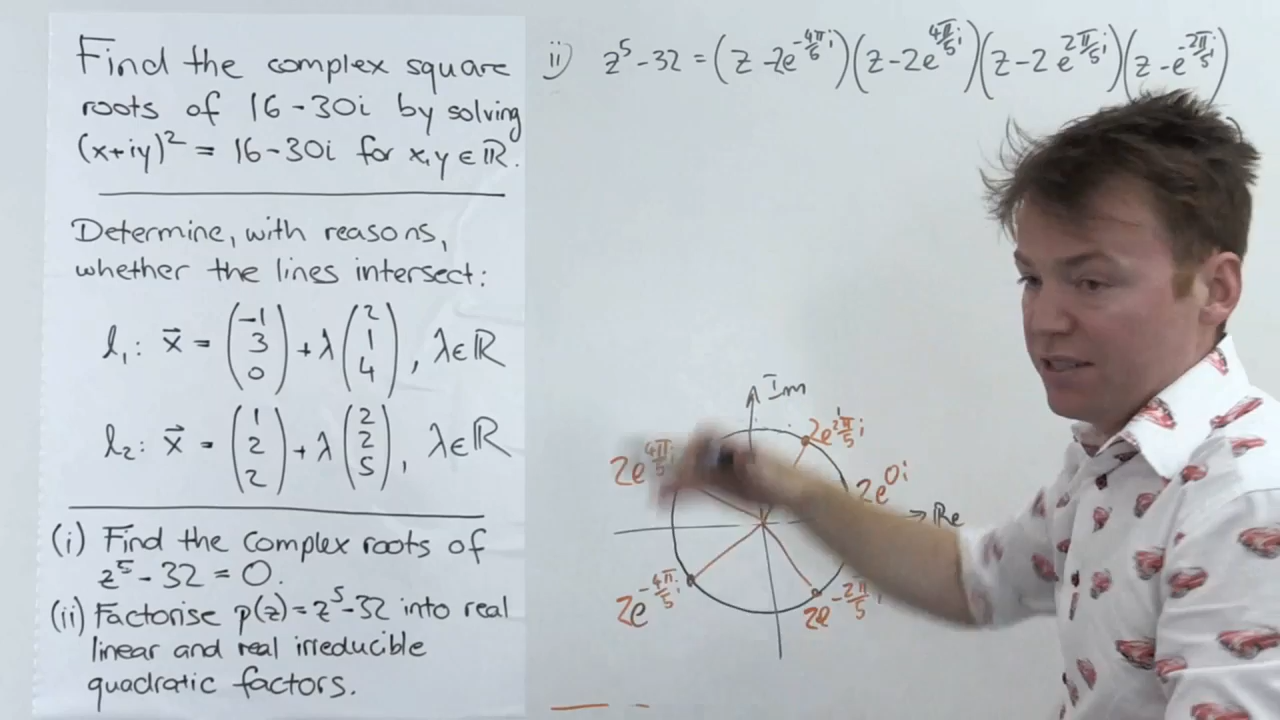 Find the complex square
roots of 16-30i by solving
(x+iy)² = 16-30i for x,y ∈ ℝ.
Determine, with reasons,
whether the lines intersect:
l₁: x⃗ = (-1 3 0) + λ (2 1 4), λ∈ℝ
l₂: x⃗ = (1 2 2) + λ (2 2 5), λ∈ℝ
(i) Find the complex roots of
z⁵ - 32 = 0.
(ii) Factorise p(z) = z⁵-32 into real
linear and real irreducible
quadratic factors.
ii) z⁵ - 32 = (z - 2e^{-4π/5 i})(z - 2e^{4π/5 i})(z - 2e^{2π/5 i})(z - e^{-2π/5 i})
Im
2e^{2π/5 i}
2e^{4π/5 i}
2e^{0i}
Re
2e^{-4π/5 i}
2e^{-2π/5 i}